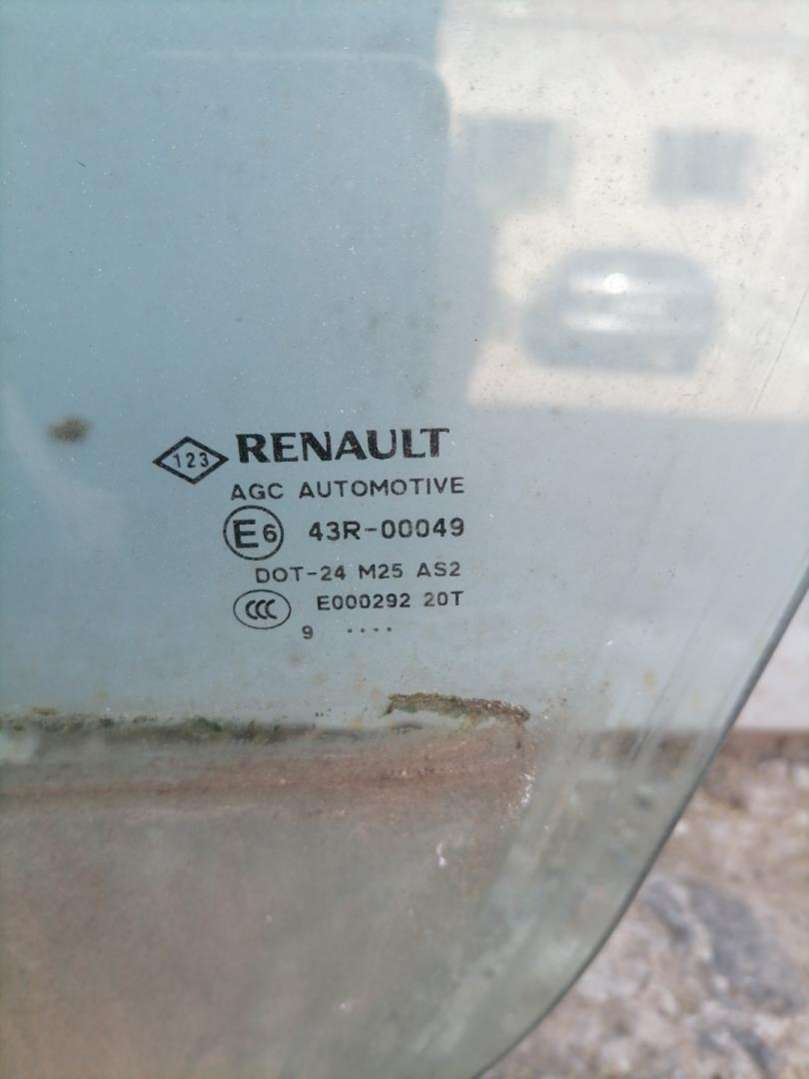 123 RENAULT
AGC AUTOMOTIVE
E6 43R-00049
DOT-24 M25 AS2
CCC E000292 20T
9 ....